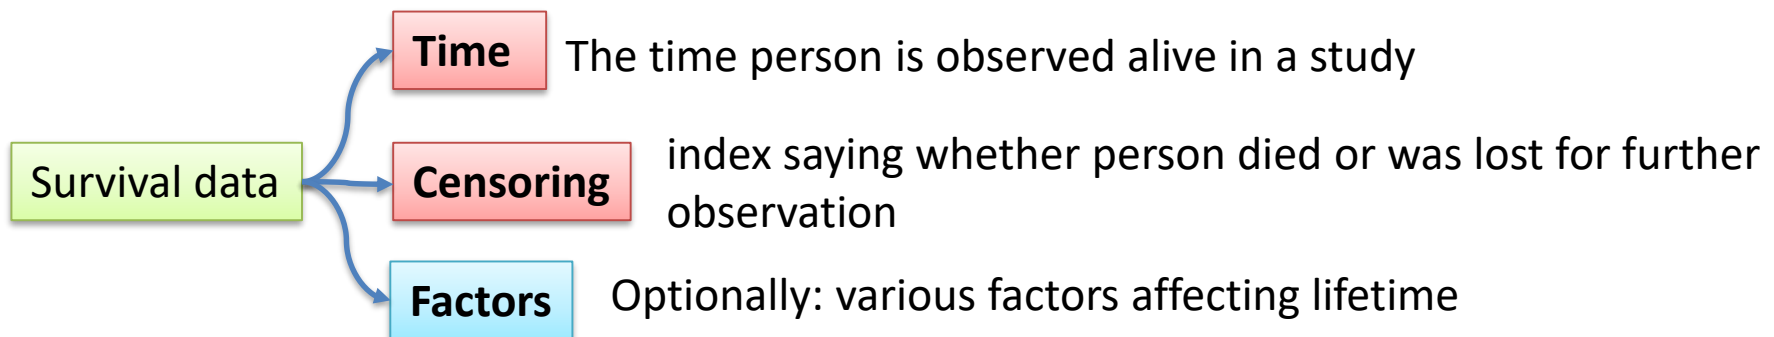 Time
The time person is observed alive in a study
Survival data
Censoring
index saying whether person died or was lost for further
observation
Factors
Optionally: various factors affecting lifetime